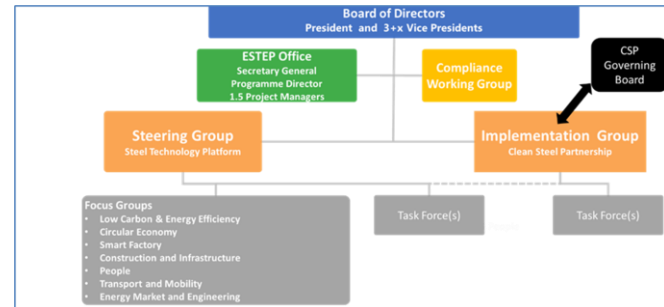 Board of Directors
President and 3+x Vice Presidents
ESTEP Office
Secretary General
Programme Director
1.5 Project Managers
Compliance
Working Group
CSP
Governing
Board
Steering Group
Steel Technology Platform
Implementation Group
Clean Steel Partnership
Focus Groups
• Low Carbon & Energy Efficiency
• Circular Economy
• Smart Factory
• Construction and Infrastructure
• People
• Transport and Mobility
• Energy Market and Engineering
Task Force(s)
Task Force(s)